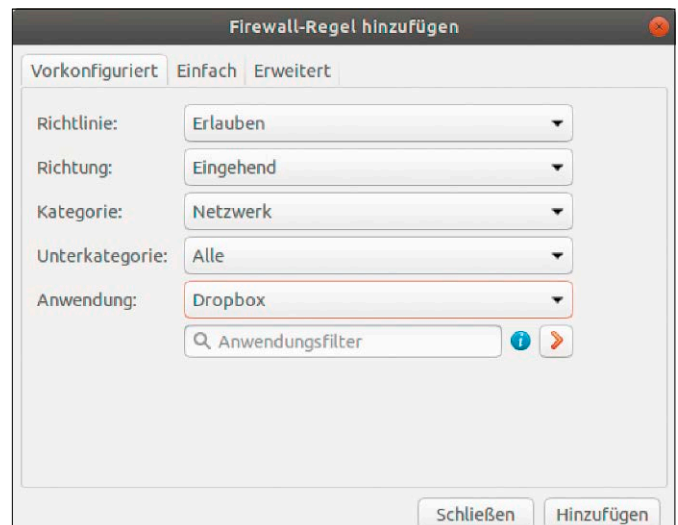 Firewall-Regel hinzufügen
Vorkonfiguriert Einfach Erweitert
Richtlinie: Erlauben
Richtung: Eingehend
Kategorie: Netzwerk
Unterkategorie: Alle
Anwendung: Dropbox
Anwendungsfilter
Schließen Hinzufügen